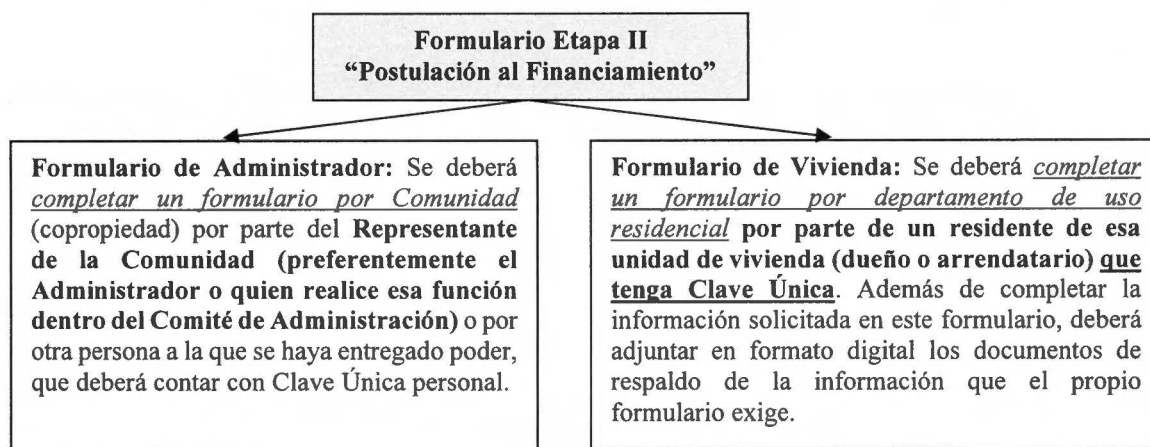 Formulario Etapa II
“Postulación al Financiamiento”
Formulario de Administrador: Se deberá
completar un formulario por Comunidad
(copropiedad) por parte del Representante
de la Comunidad (preferentemente el
Administrador o quien realice esa función
dentro del Comité de Administración) o por
otra persona a la que se haya entregado poder,
que deberá contar con Clave Única personal.
Formulario de Vivienda: Se deberá completar
un formulario por departamento de uso
residencial por parte de un residente de esa
unidad de vivienda (dueño o arrendatario) que
tenga Clave Única. Además de completar la
información solicitada en este formulario, deberá
adjuntar en formato digital los documentos de
respaldo de la información que el propio
formulario exige.